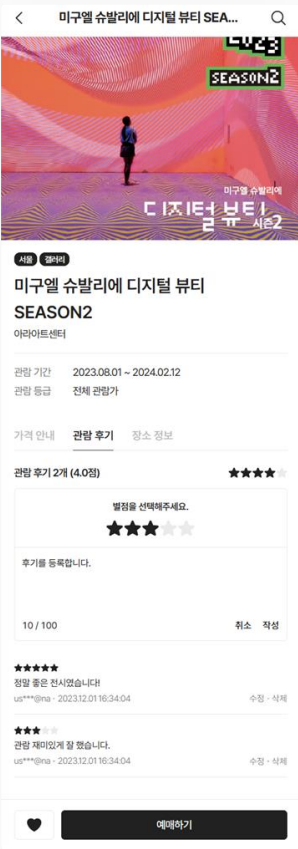 미구엘 슈발리에 디지털 뷰티 SEA...
2023
SEASON2
미구엘 슈발리에
디지털 뷰티
시즌2
서울 갤러리
미구엘 슈발리에 디지털 뷰티
SEASON2
아라아트센터
관람 기간 2023.08.01 ~ 2024.02.12
관람 등급 전체 관람가
가격 안내 관람 후기 장소 정보
관람 후기 2개 (4.0점)
별점을 선택해주세요.
후기를 등록합니다.
10 / 100 취소 작성
정말 좋은 전시였습니다!
us***@na - 2023.12.01 16:34:04 수정 - 삭제
관람 재미있게 잘 했습니다.
us***@na - 2023.12.01 16:34:04 수정 - 삭제
예매하기